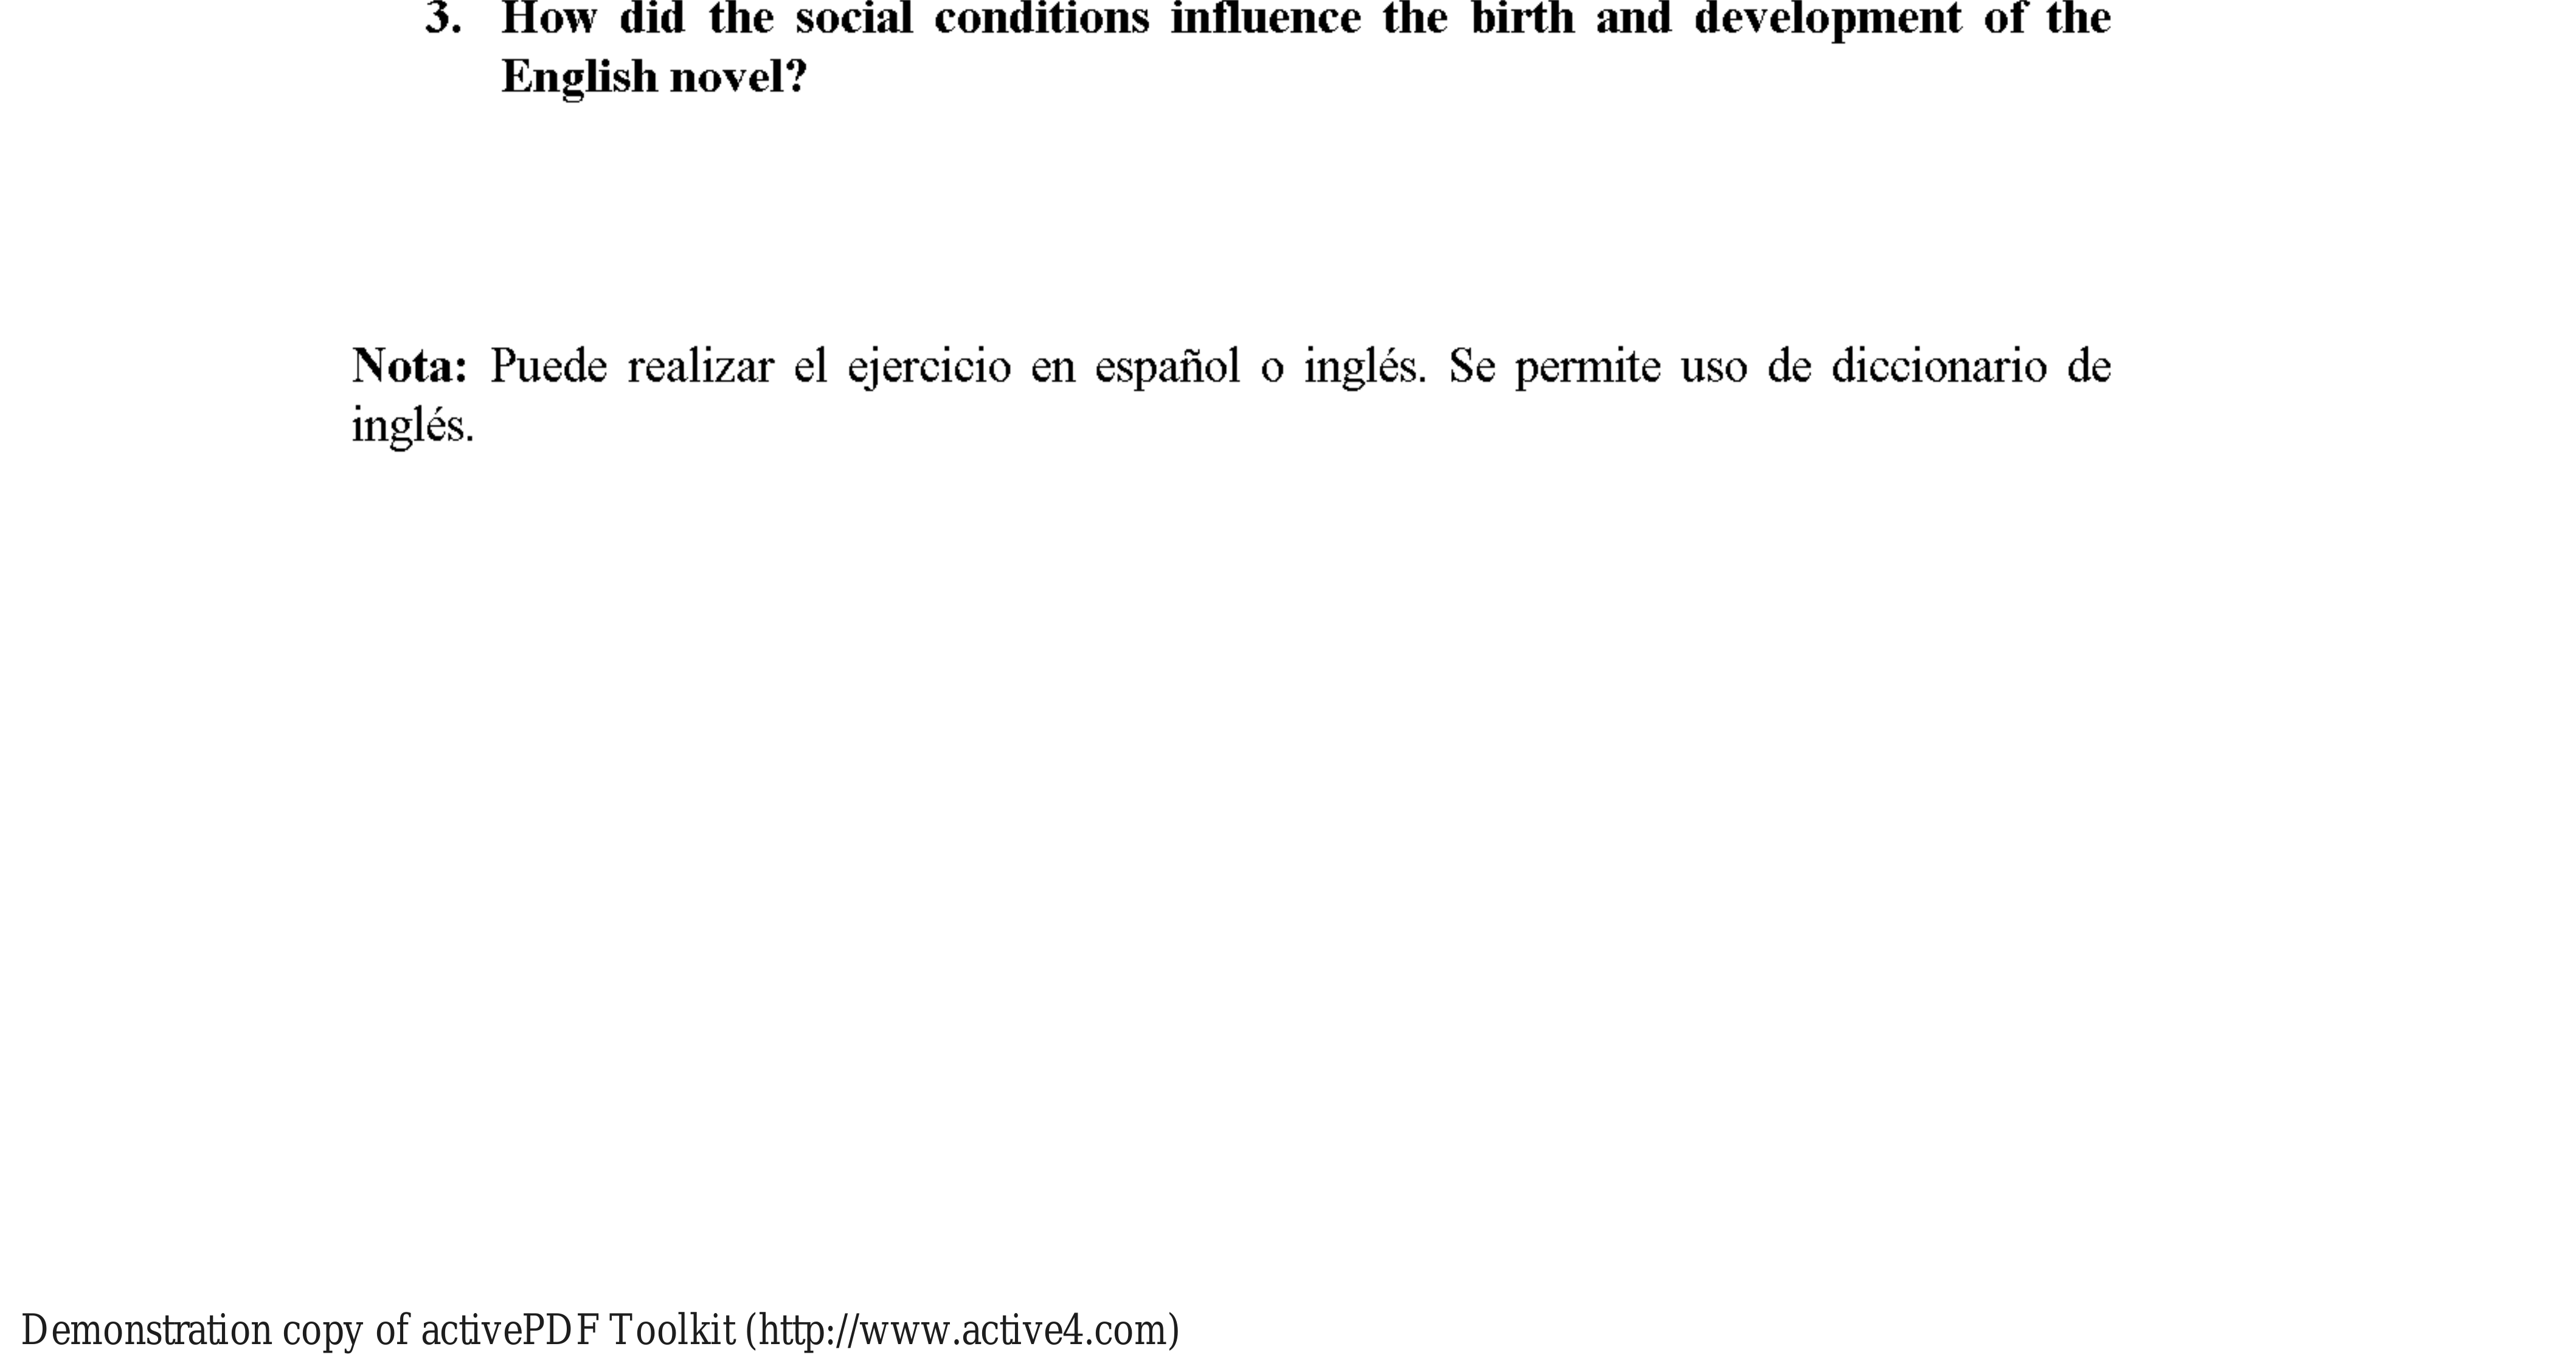 3. How did the social conditions influence the birth and development of the
English novel?
Nota: Puede realizar el ejercicio en español o inglés. Se permite uso de diccionario de
inglés.
Demonstration copy of activePDF Toolkit (http://www.active4.com)